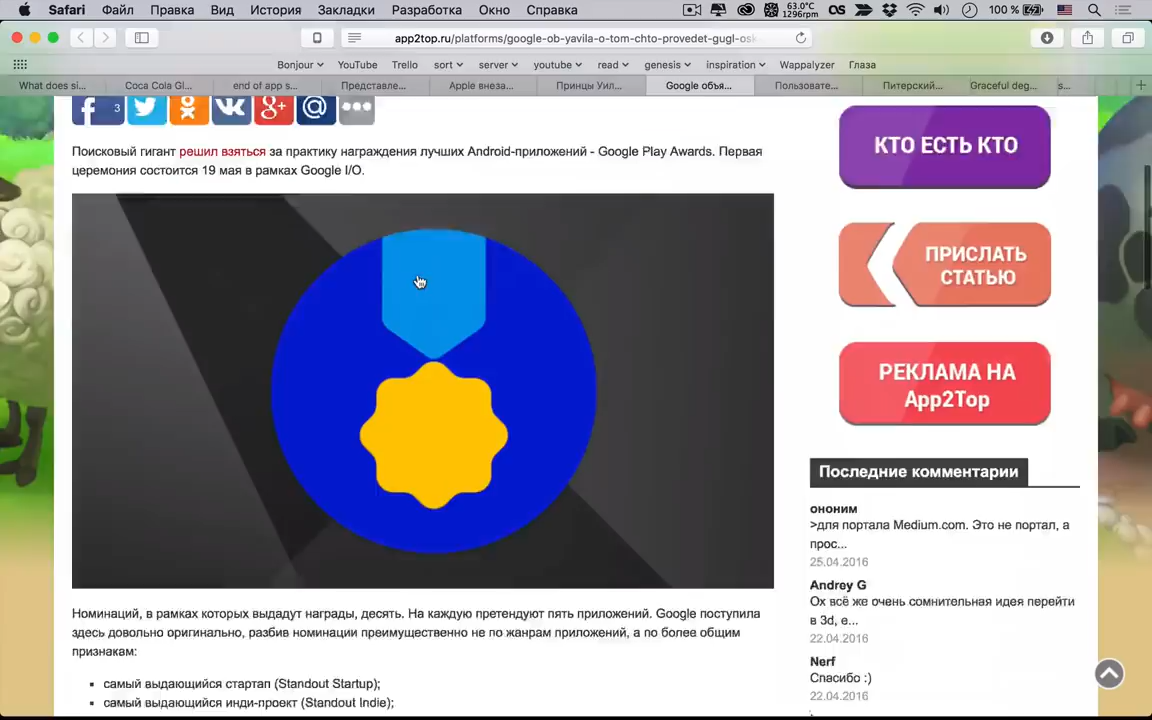 Safari Файл Правка Вид История Закладки Разработка Окно Справка 63.0°C 1296rpm 100 %
app2top.ru/platforms/google-ob-yavila-o-tom-chto-provedet-gugl-osk
Bonjour YouTube Trello sort server youtube read genesis inspiration Wappalyzer Глаза
What does si... Coca Cola Gl... end of app s... Представле... Apple внеза... Принцы Уил... Google объя... Пользовате... Питерский... Graceful deg... s...
3
Поисковый гигант решил взяться за практику награждения лучших Android-приложений - Google Play Awards. Первая
церемония состоится 19 мая в рамках Google I/O.
Номинаций, в рамках которых выдадут награды, десять. На каждую претендуют пять приложений. Google поступила
здесь довольно оригинально, разбив номинации преимущественно не по жанрам приложений, а по более общим
признакам:
самый выдающийся стартап (Standout Startup);
самый выдающийся инди-проект (Standout Indie);
КТО ЕСТЬ КТО
ПРИСЛАТЬ
СТАТЬЮ
РЕКЛАМА НА
App2Top
Последние комментарии
ононим
>для портала Medium.com. Это не портал, а
прос...
25.04.2016
Andrey G
Ох всё же очень сомнительная идея перейти
в 3d, е...
22.04.2016
Nerf
Спасибо :)
22.04.2016